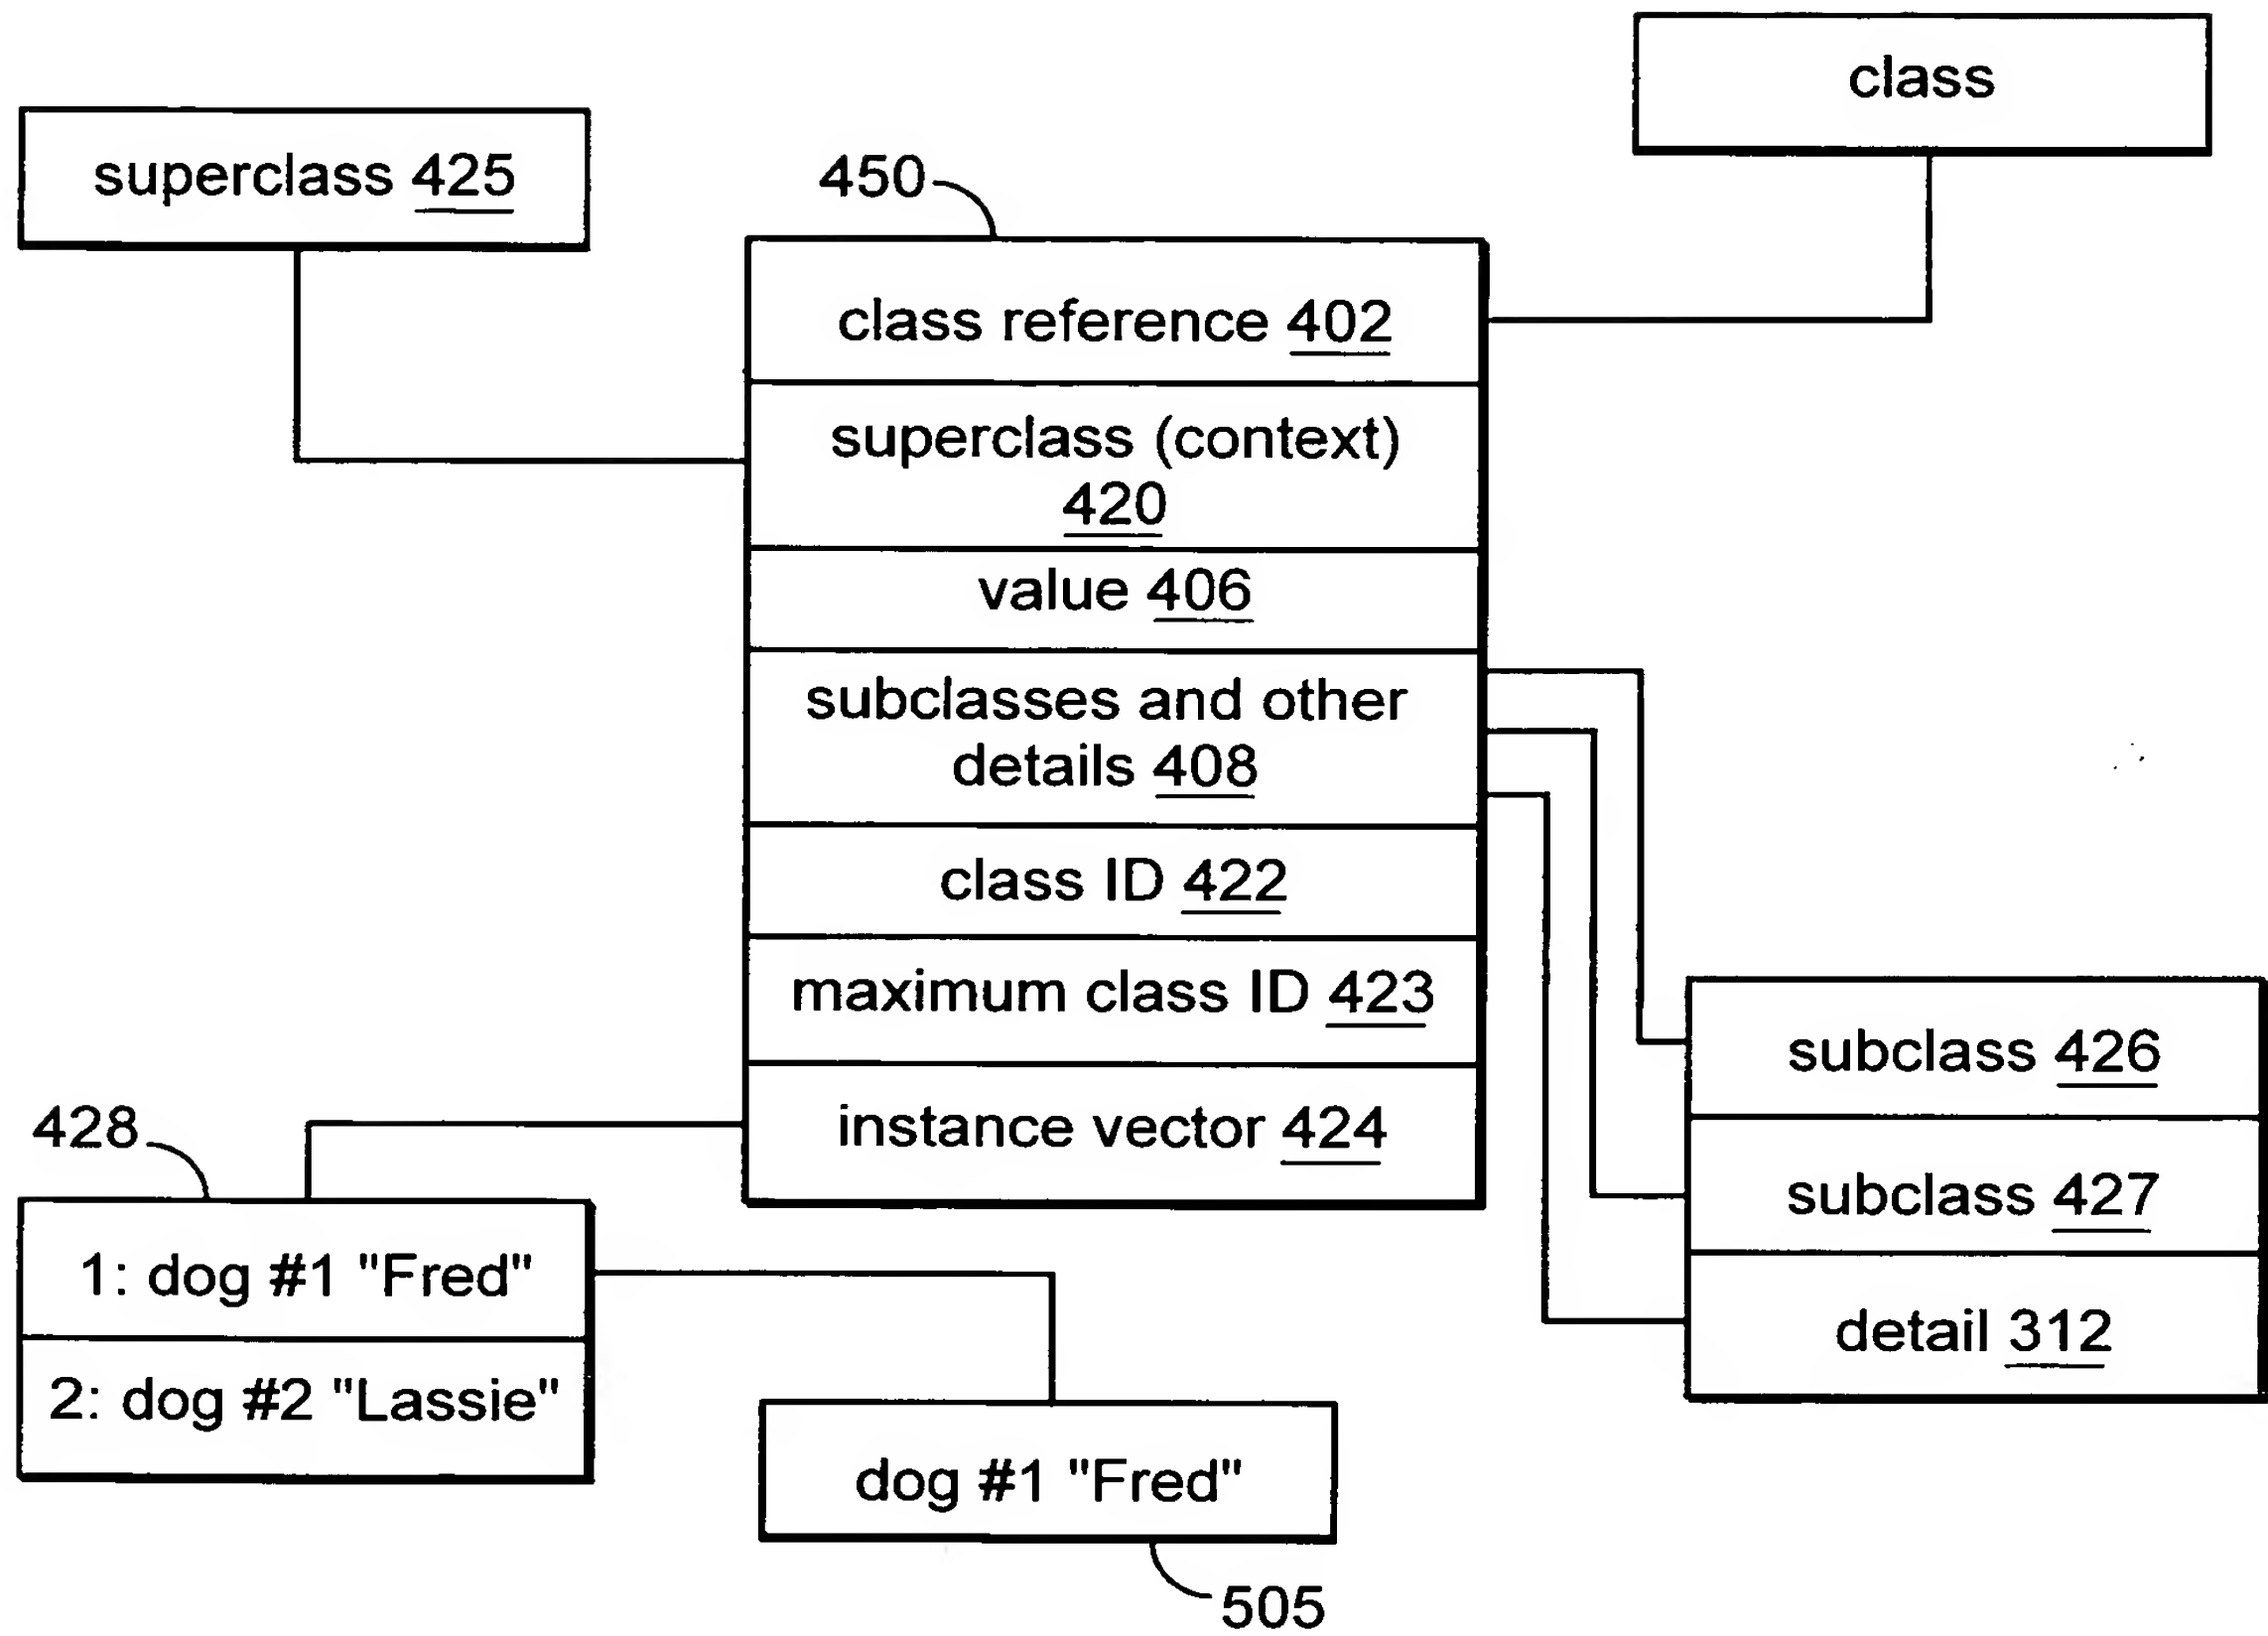 class
superclass 425
450
class reference 402
superclass (context)
420
value 406
subclasses and other
details 408
class ID 422
maximum class ID 423
instance vector 424
subclass 426
subclass 427
detail 312
428
1: dog #1 "Fred"
2: dog #2 "Lassie"
dog #1 "Fred"
505